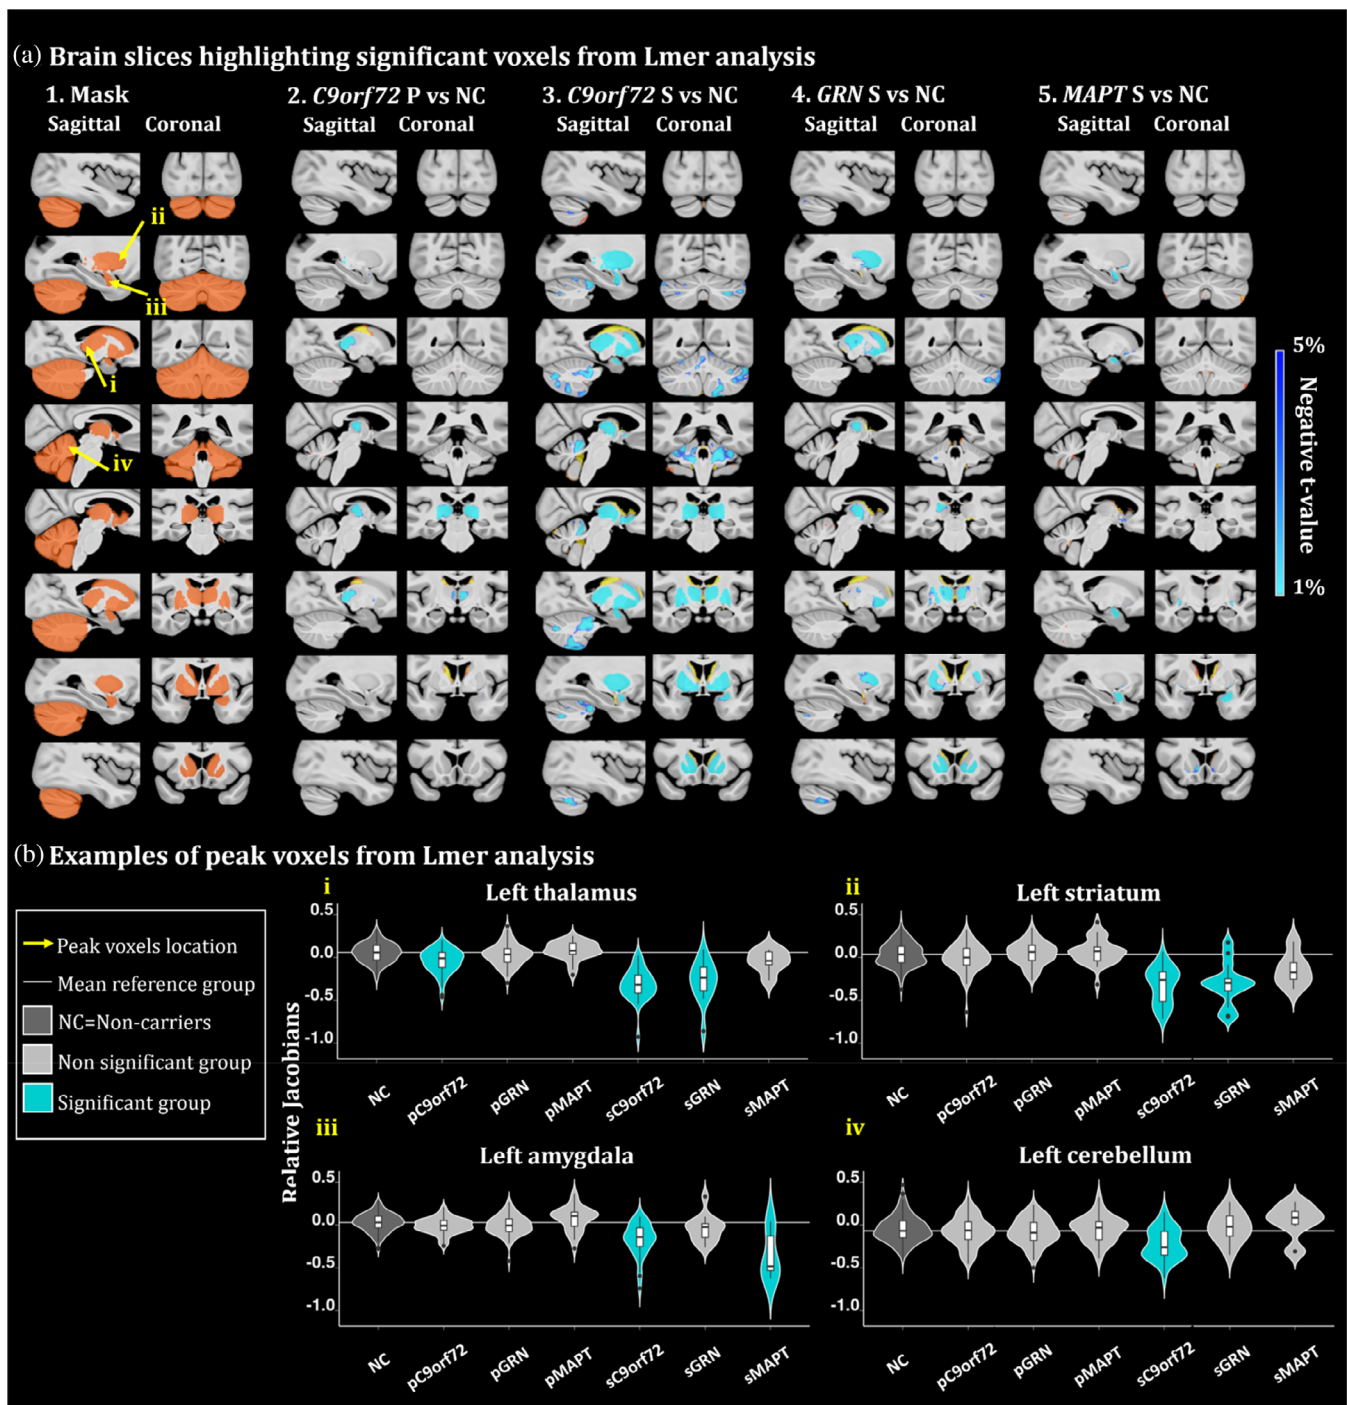 (a) Brain slices highlighting significant voxels from Lmer analysis
1. Mask
2. C9orf72 P vs NC
3. C9orf72 S vs NC
4. GRN S vs NC
5. MAPT S vs NC
Sagittal Coronal
Sagittal Coronal
Sagittal Coronal
Sagittal Coronal
Sagittal Coronal
ii
iii
i
iv
5%
Negative t-value
1%
(b) Examples of peak voxels from Lmer analysis
Peak voxels location
Mean reference group
NC=Non-carriers
Non significant group
Significant group
Relative Jacobians
i
Left thalamus
0.5
0.0
-0.5
-1.0
NC
pC9orf72
pGRN
pMAPT
sC9orf72
sGRN
sMAPT
ii
Left striatum
0.5
0.0
-0.5
-1.0
NC
pC9orf72
pGRN
pMAPT
sC9orf72
sGRN
sMAPT
iii
Left amygdala
0.5
0.0
-0.5
-1.0
NC
pC9orf72
pGRN
pMAPT
sC9orf72
sGRN
sMAPT
iv
Left cerebellum
0.5
0.0
-0.5
-1.0
NC
pC9orf72
pGRN
pMAPT
sC9orf72
sGRN
sMAPT